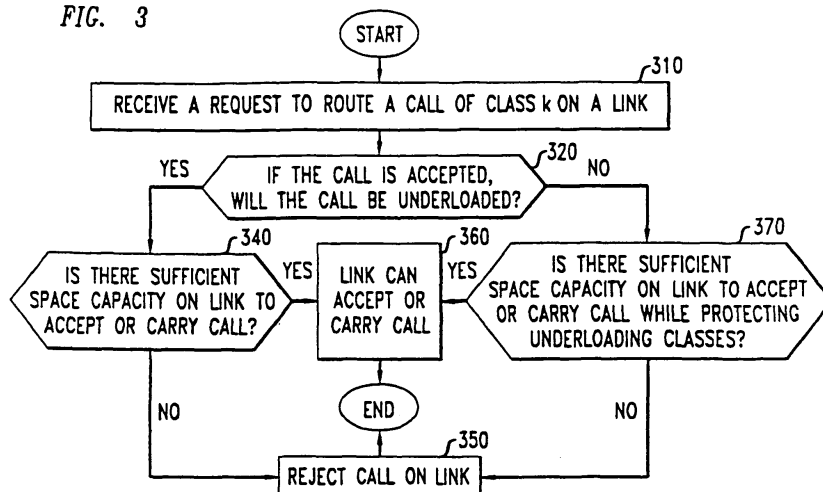 FIG. 3
START
310
RECEIVE A REQUEST TO ROUTE A CALL OF CLASS k ON A LINK
320
YES
IF THE CALL IS ACCEPTED,
WILL THE CALL BE UNDERLOADED?
NO
340
IS THERE SUFFICIENT
SPACE CAPACITY ON LINK TO
ACCEPT OR CARRY CALL?
YES
360
LINK CAN
ACCEPT OR
CARRY CALL
YES
370
IS THERE SUFFICIENT
SPACE CAPACITY ON LINK TO ACCEPT
OR CARRY CALL WHILE PROTECTING
UNDERLOADING CLASSES?
NO
END
NO
350
REJECT CALL ON LINK